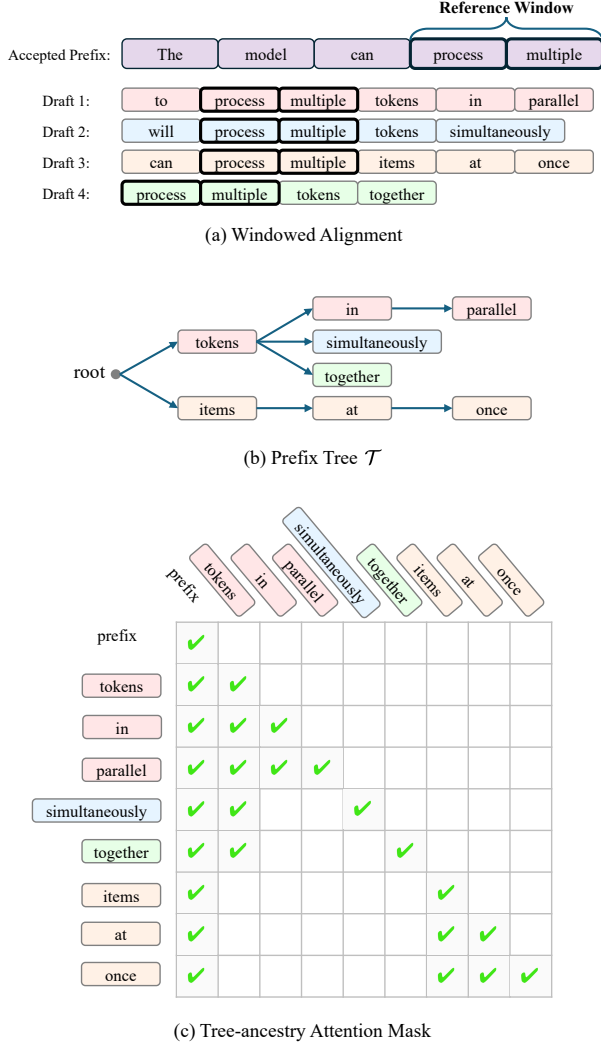 Reference Window
Accepted Prefix: The model can process multiple
Draft 1: to process multiple tokens in parallel
Draft 2: will process multiple tokens simultaneously
Draft 3: can process multiple items at once
Draft 4: process multiple tokens together
(a) Windowed Alignment
in parallel
tokens simultaneously
root
together
items at once
(b) Prefix Tree 𝒯
prefix tokens in parallel simultaneously together items at once
prefix ✔
tokens ✔ ✔
in ✔ ✔ ✔
parallel ✔ ✔ ✔ ✔
simultaneously ✔ ✔ ✔
together ✔ ✔ ✔
items ✔ ✔
at ✔ ✔ ✔
once ✔ ✔ ✔ ✔
(c) Tree-ancestry Attention Mask